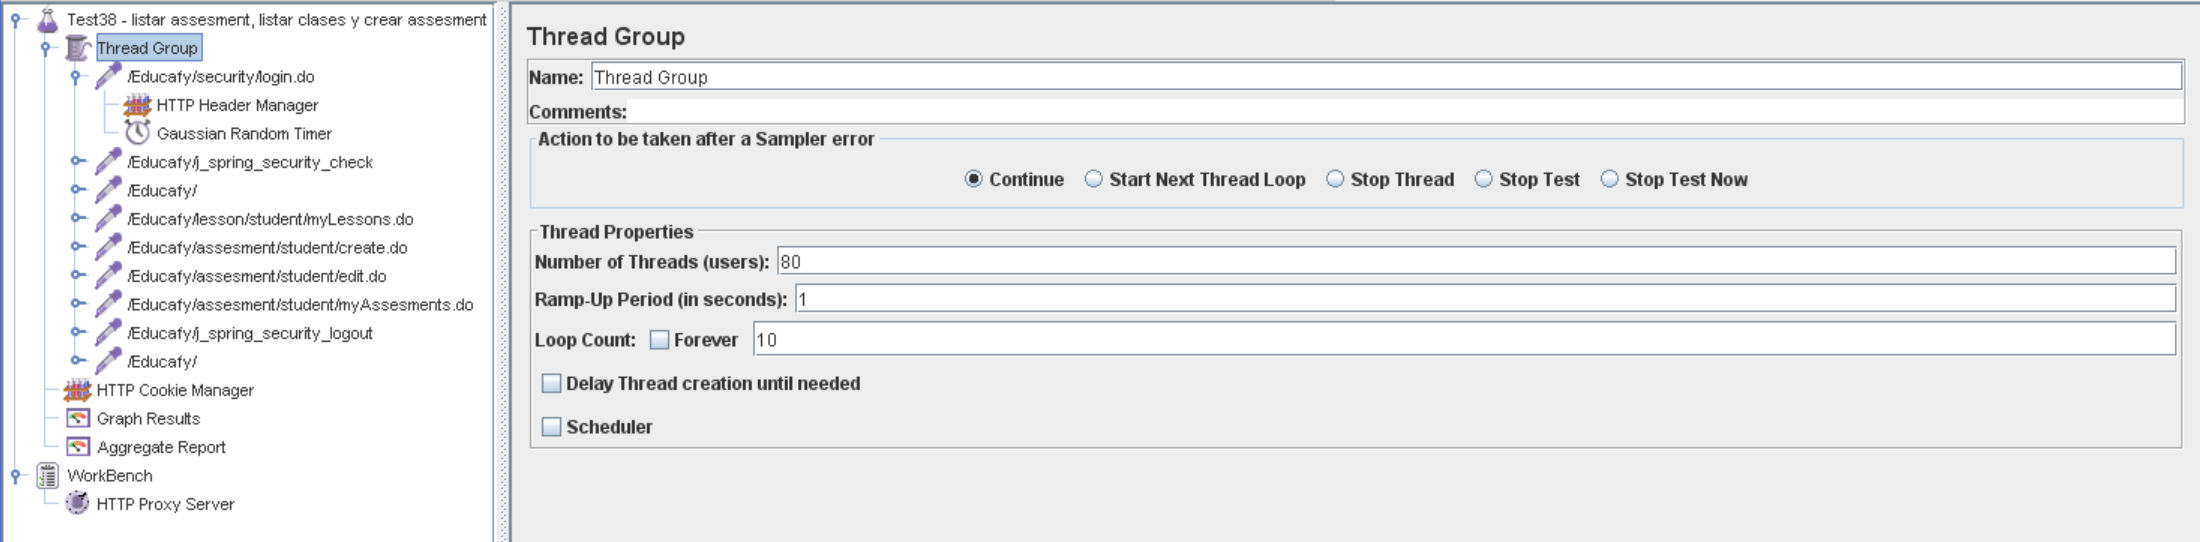 Test38 - listar assesment, listar clases y crear assesment
Thread Group
/Educafy/security/login.do
HTTP Header Manager
Gaussian Random Timer
/Educafy/j_spring_security_check
/Educafy/
/Educafy/lesson/student/myLessons.do
/Educafy/assesment/student/create.do
/Educafy/assesment/student/edit.do
/Educafy/assesment/student/myAssesments.do
/Educafy/j_spring_security_logout
/Educafy/
HTTP Cookie Manager
Graph Results
Aggregate Report
WorkBench
HTTP Proxy Server
Thread Group
Name: Thread Group
Comments:
Action to be taken after a Sampler error
Continue Start Next Thread Loop Stop Thread Stop Test Stop Test Now
Thread Properties
Number of Threads (users): 80
Ramp-Up Period (in seconds): 1
Loop Count: Forever 10
Delay Thread creation until needed
Scheduler